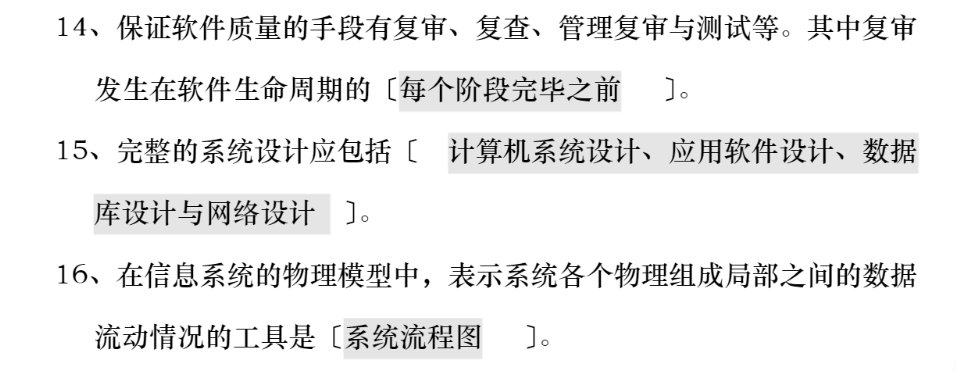 14、保证软件质量的手段有复审、复查、管理复审与测试等。其中复审
发生在软件生命周期的〔每个阶段完毕之前 〕。
15、完整的系统设计应包括〔 计算机系统设计、应用软件设计、数据
库设计与网络设计 〕。
16、在信息系统的物理模型中，表示系统各个物理组成局部之间的数据
流动情况的工具是〔系统流程图 〕。